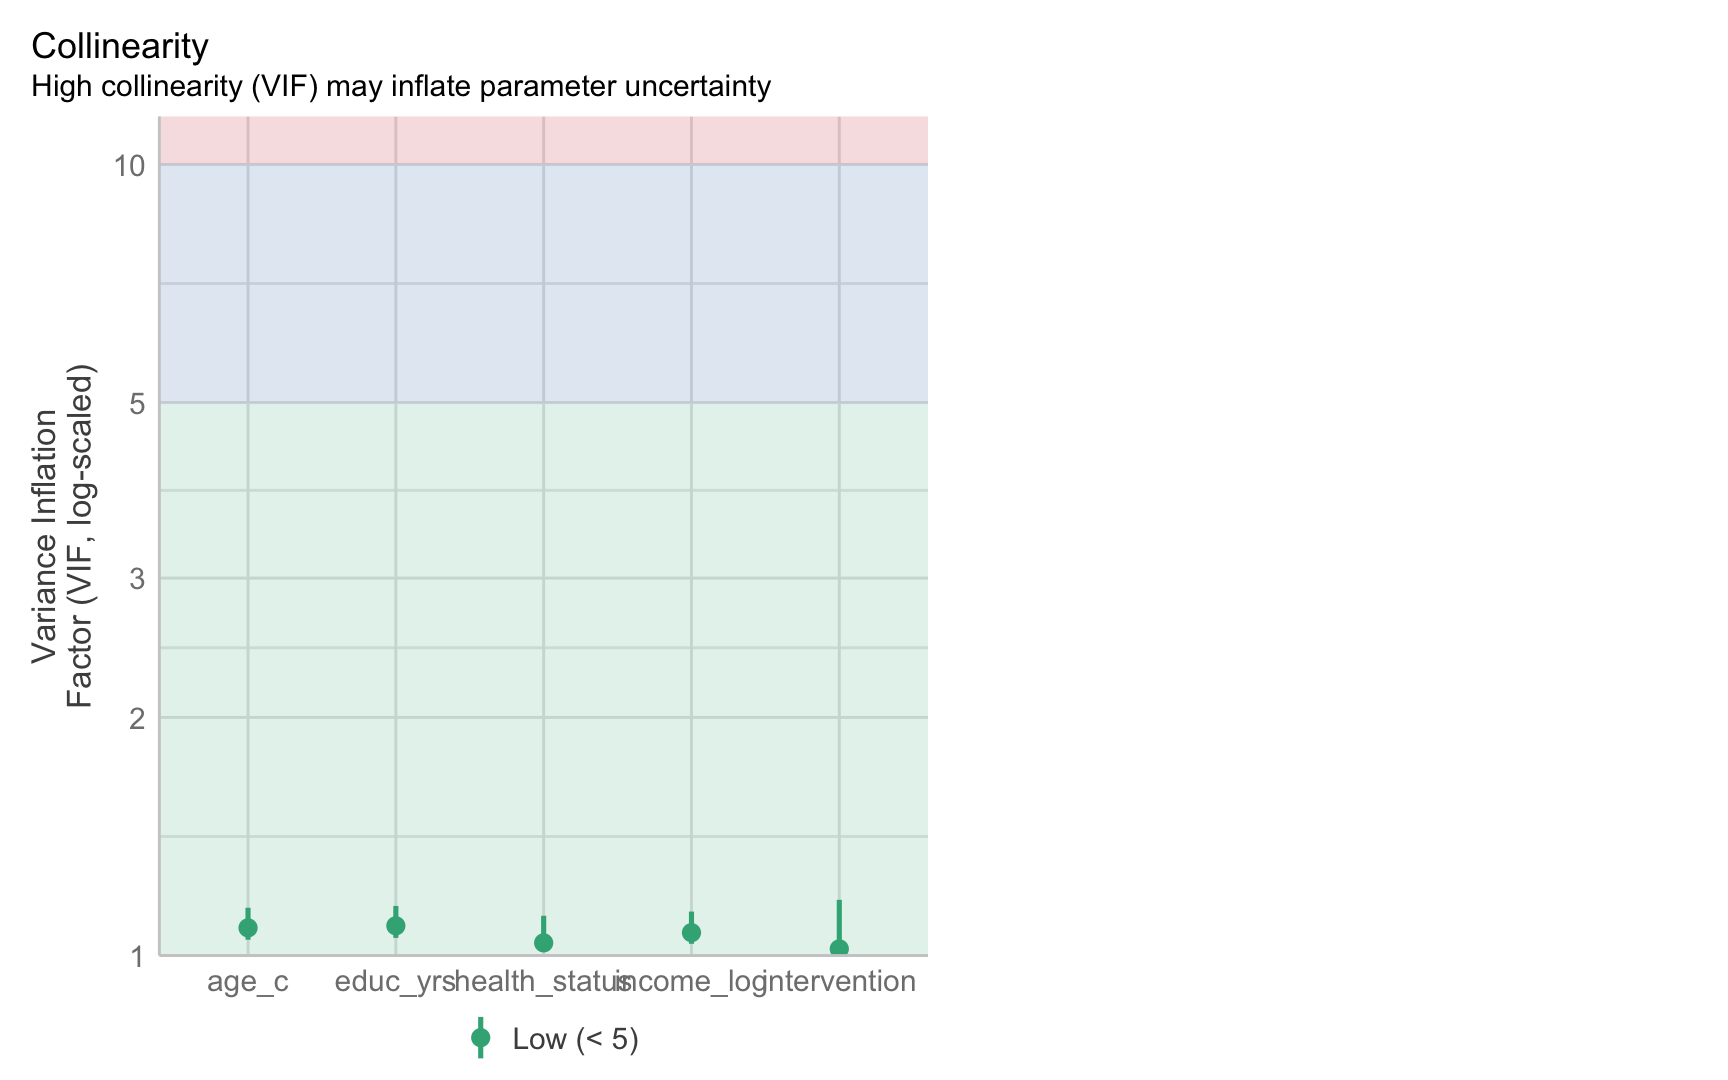 Collinearity
High collinearity (VIF) may inflate parameter uncertainty
Variance Inflation
Factor (VIF, log-scaled)
10
5
3
2
1
age_c educ_yrs health_status income_log intervention
Low (< 5)